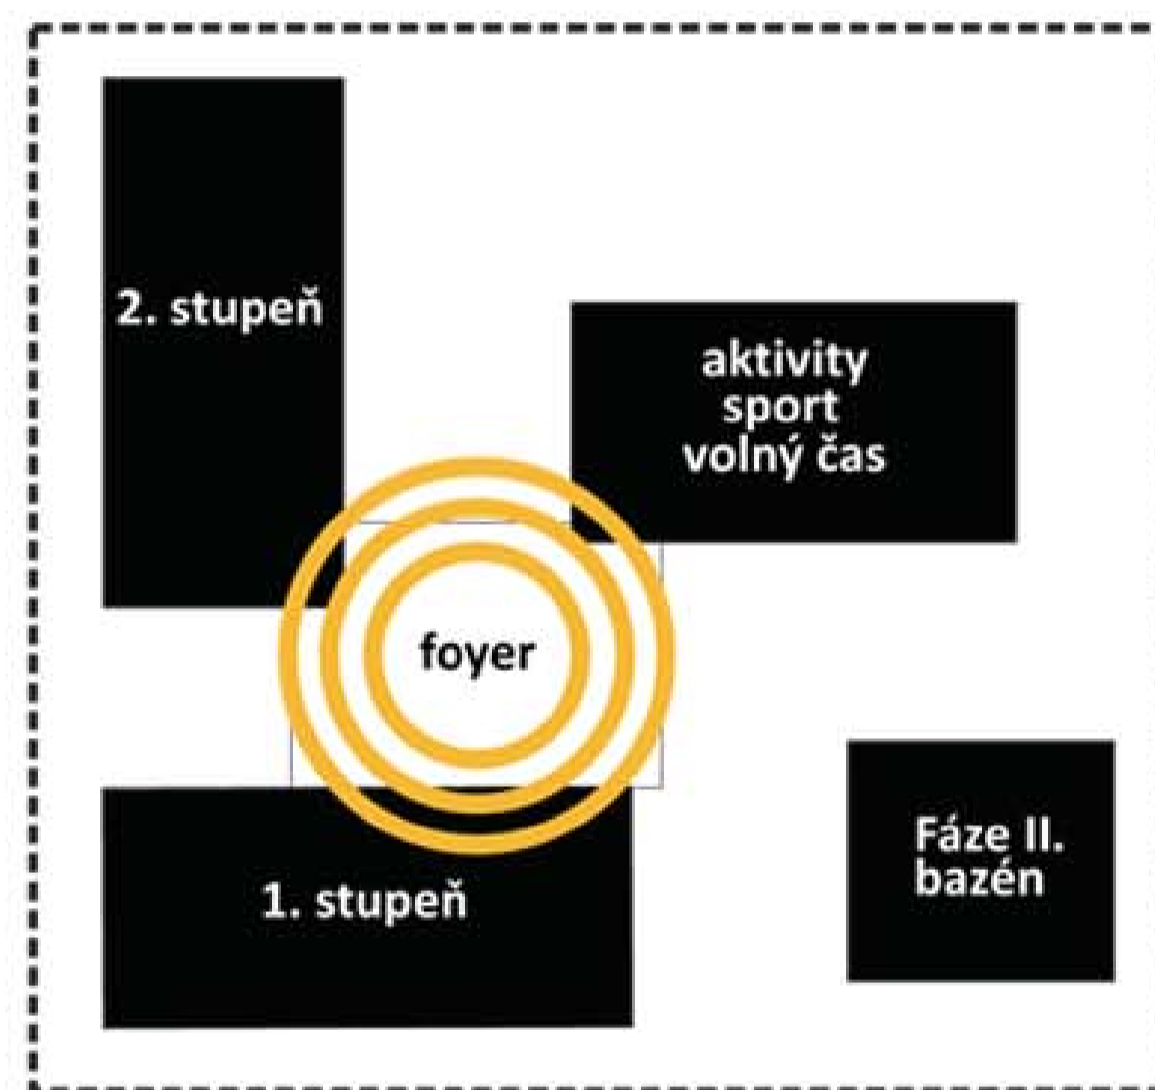 2. stupeň
aktivity
sport
volný čas
foyer
Fáze II.
bazén
1. stupeň